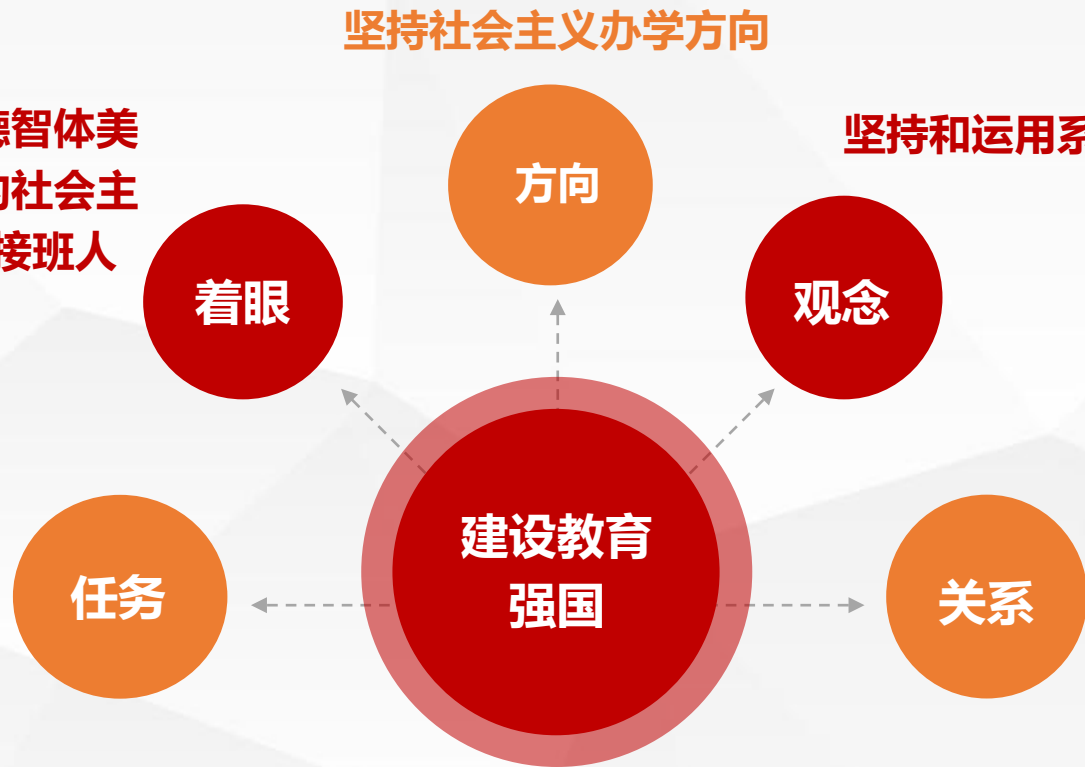 坚持社会主义办学方向
德智体美
的社会主
接班人
坚持和运用系
方向
着眼
观念
建设教育
强国
任务
关系